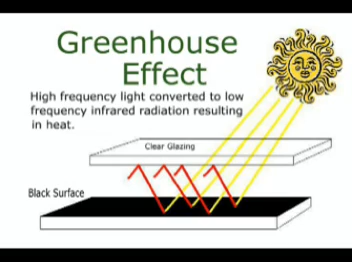 Greenhouse
Effect
High frequency light converted to low
frequency infrared radiation resulting
in heat.
Clear Glazing
Black Surface